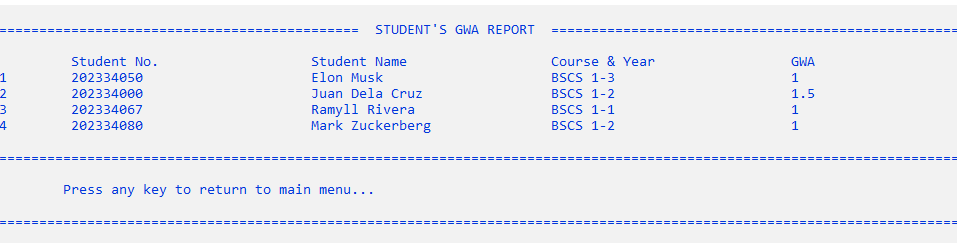 ============================================= STUDENT'S GWA REPORT ===================================================
Student No. Student Name Course & Year GWA
1 202334050 Elon Musk BSCS 1-3 1
2 202334000 Juan Dela Cruz BSCS 1-2 1.5
3 202334067 Ramyll Rivera BSCS 1-1 1
4 202334080 Mark Zuckerberg BSCS 1-2 1
========================================================================================================================
Press any key to return to main menu...
========================================================================================================================